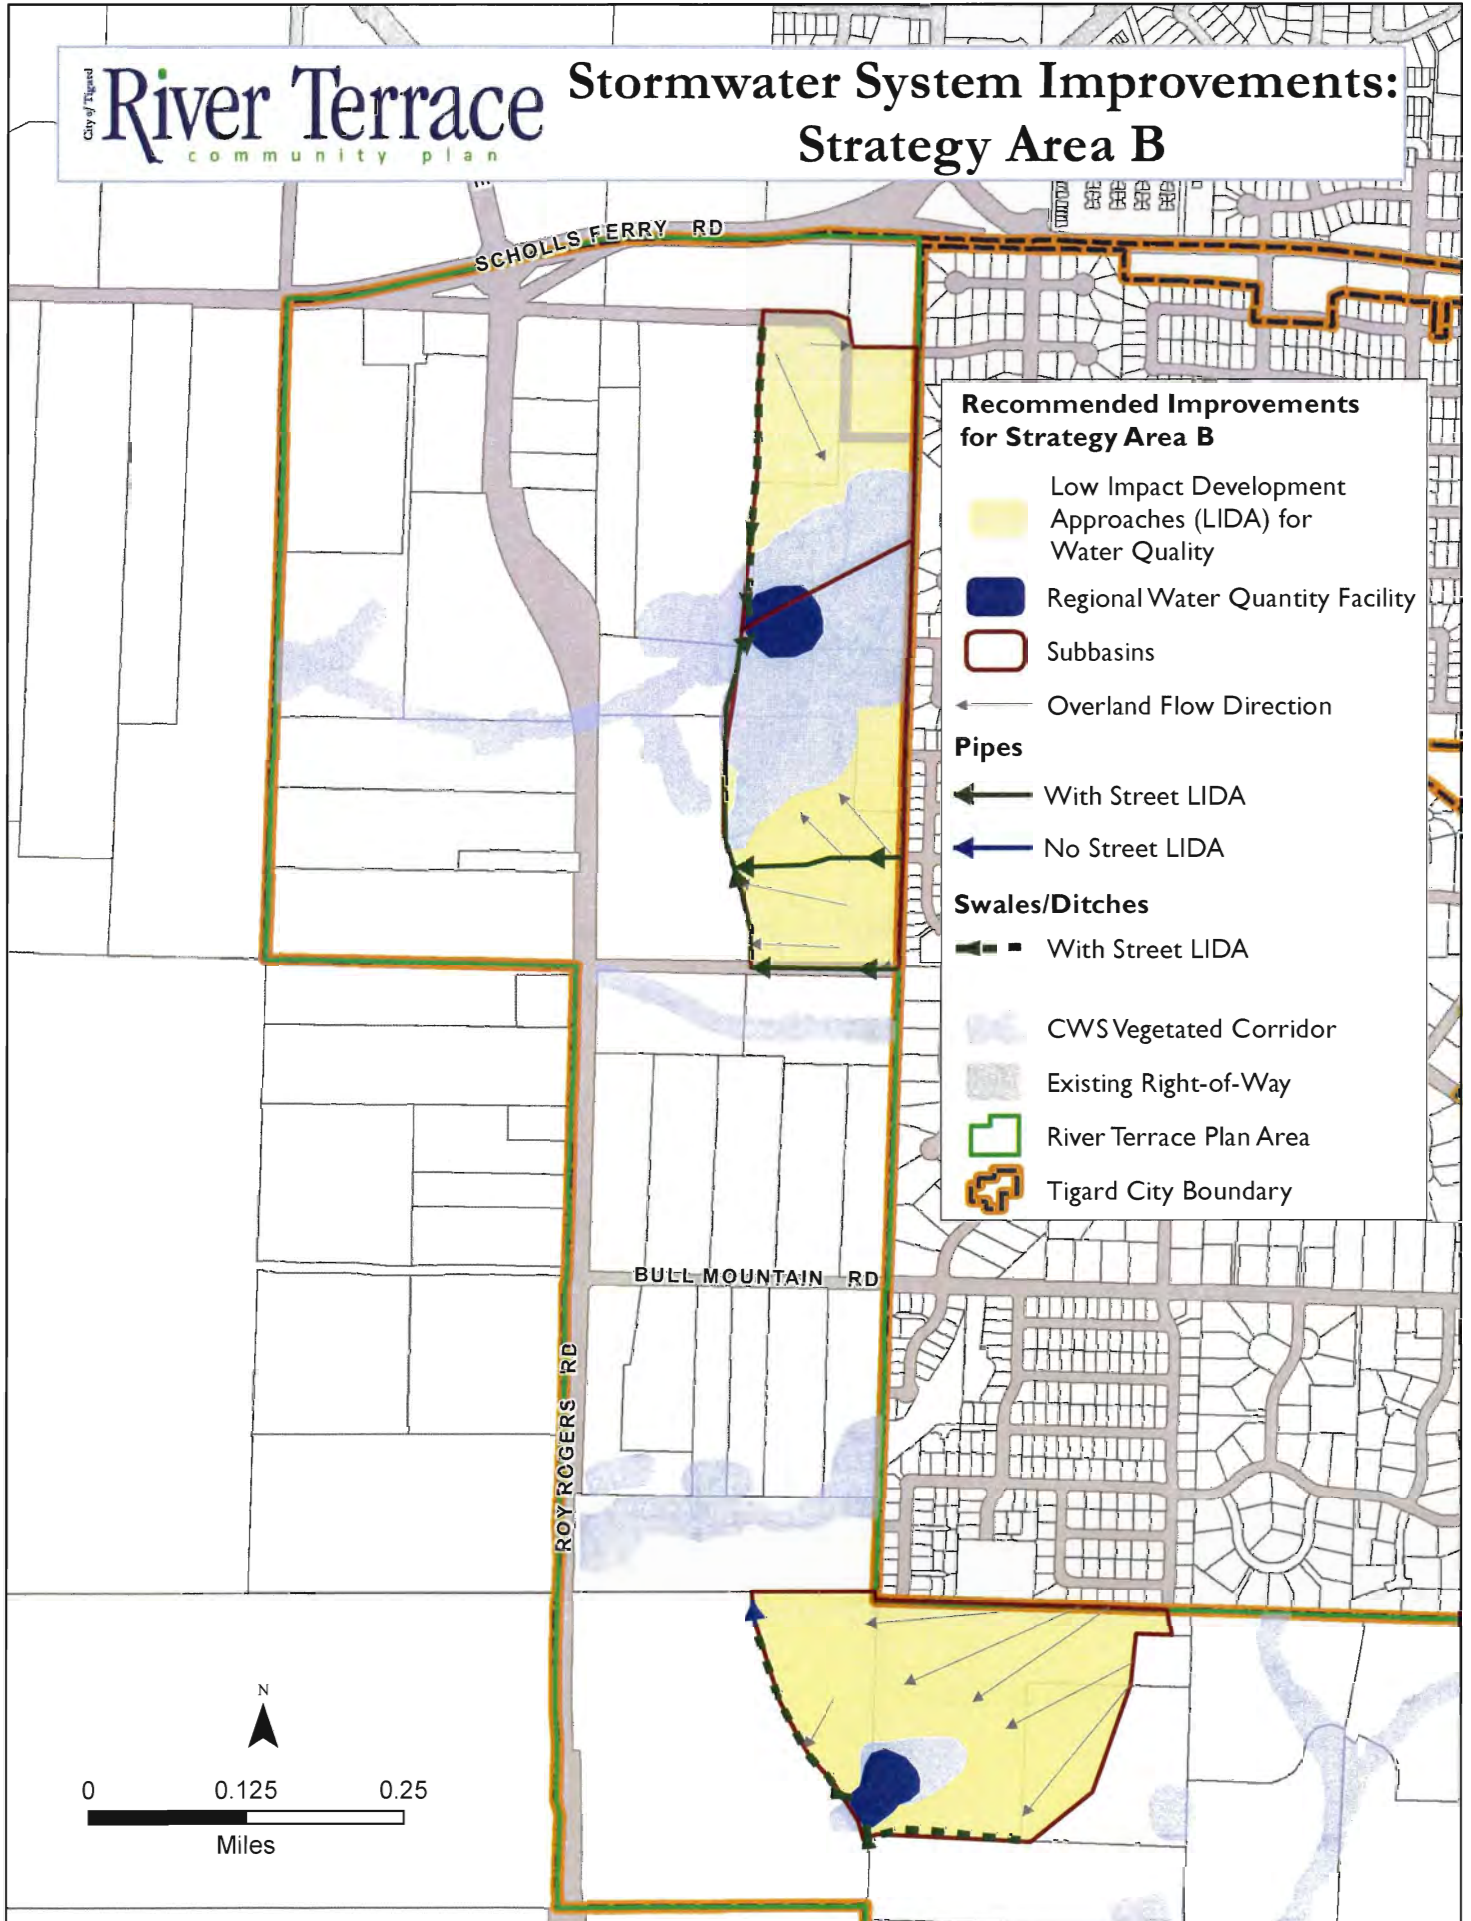 City of Tigard
River Terrace
community plan
Stormwater System Improvements:
Strategy Area B
SCHOLLS FERRY RD
Recommended Improvements
for Strategy Area B
Low Impact Development
Approaches (LIDA) for
Water Quality
Regional Water Quantity Facility
Subbasins
Overland Flow Direction
Pipes
With Street LIDA
No Street LIDA
Swales/Ditches
With Street LIDA
CWS Vegetated Corridor
Existing Right-of-Way
River Terrace Plan Area
Tigard City Boundary
BULL MOUNTAIN RD
ROY ROGERS RD
N
0 0.125 0.25
Miles